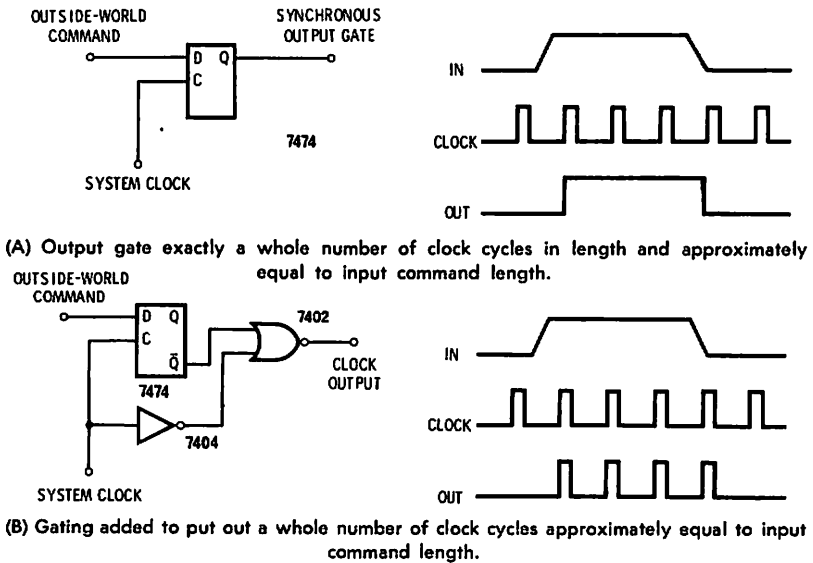 OUTSIDE-WORLD
COMMAND
SYNCHRONOUS
OUTPUT GATE
D Q
C
7474
SYSTEM CLOCK
IN
CLOCK
OUT
(A) Output gate exactly a whole number of clock cycles in length and approximately
equal to input command length.
OUTSIDE-WORLD
COMMAND
D Q
C
Q̅
7474
7402
CLOCK
OUTPUT
7404
SYSTEM CLOCK
IN
CLOCK
OUT
(B) Gating added to put out a whole number of clock cycles approximately equal to input
command length.